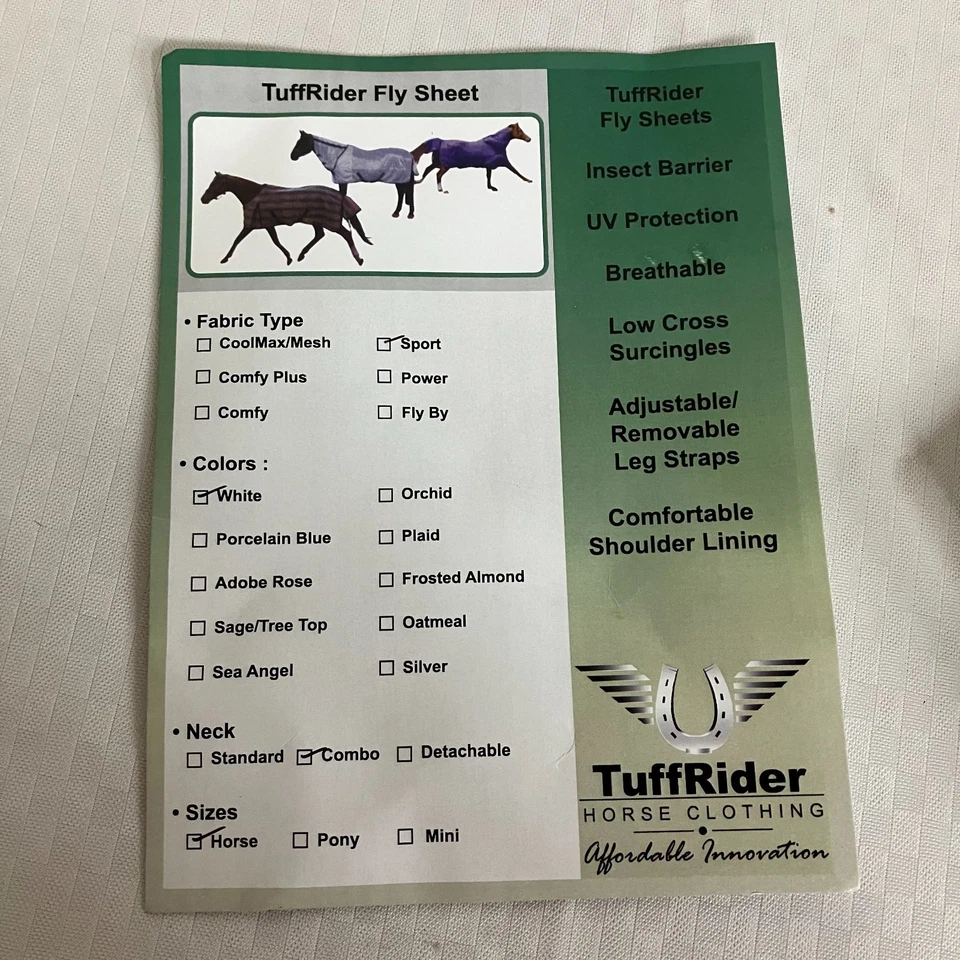 TuffRider Fly Sheet
• Fabric Type
CoolMax/Mesh
Sport
Comfy Plus
Power
Comfy
Fly By
• Colors :
White
Orchid
Porcelain Blue
Plaid
Adobe Rose
Frosted Almond
Sage/Tree Top
Oatmeal
Sea Angel
Silver
• Neck
Standard
Combo
Detachable
• Sizes
Horse
Pony
Mini
TuffRider
Fly Sheets
Insect Barrier
UV Protection
Breathable
Low Cross
Surcingles
Adjustable/
Removable
Leg Straps
Comfortable
Shoulder Lining
TuffRider
HORSE CLOTHING
Affordable Innovation